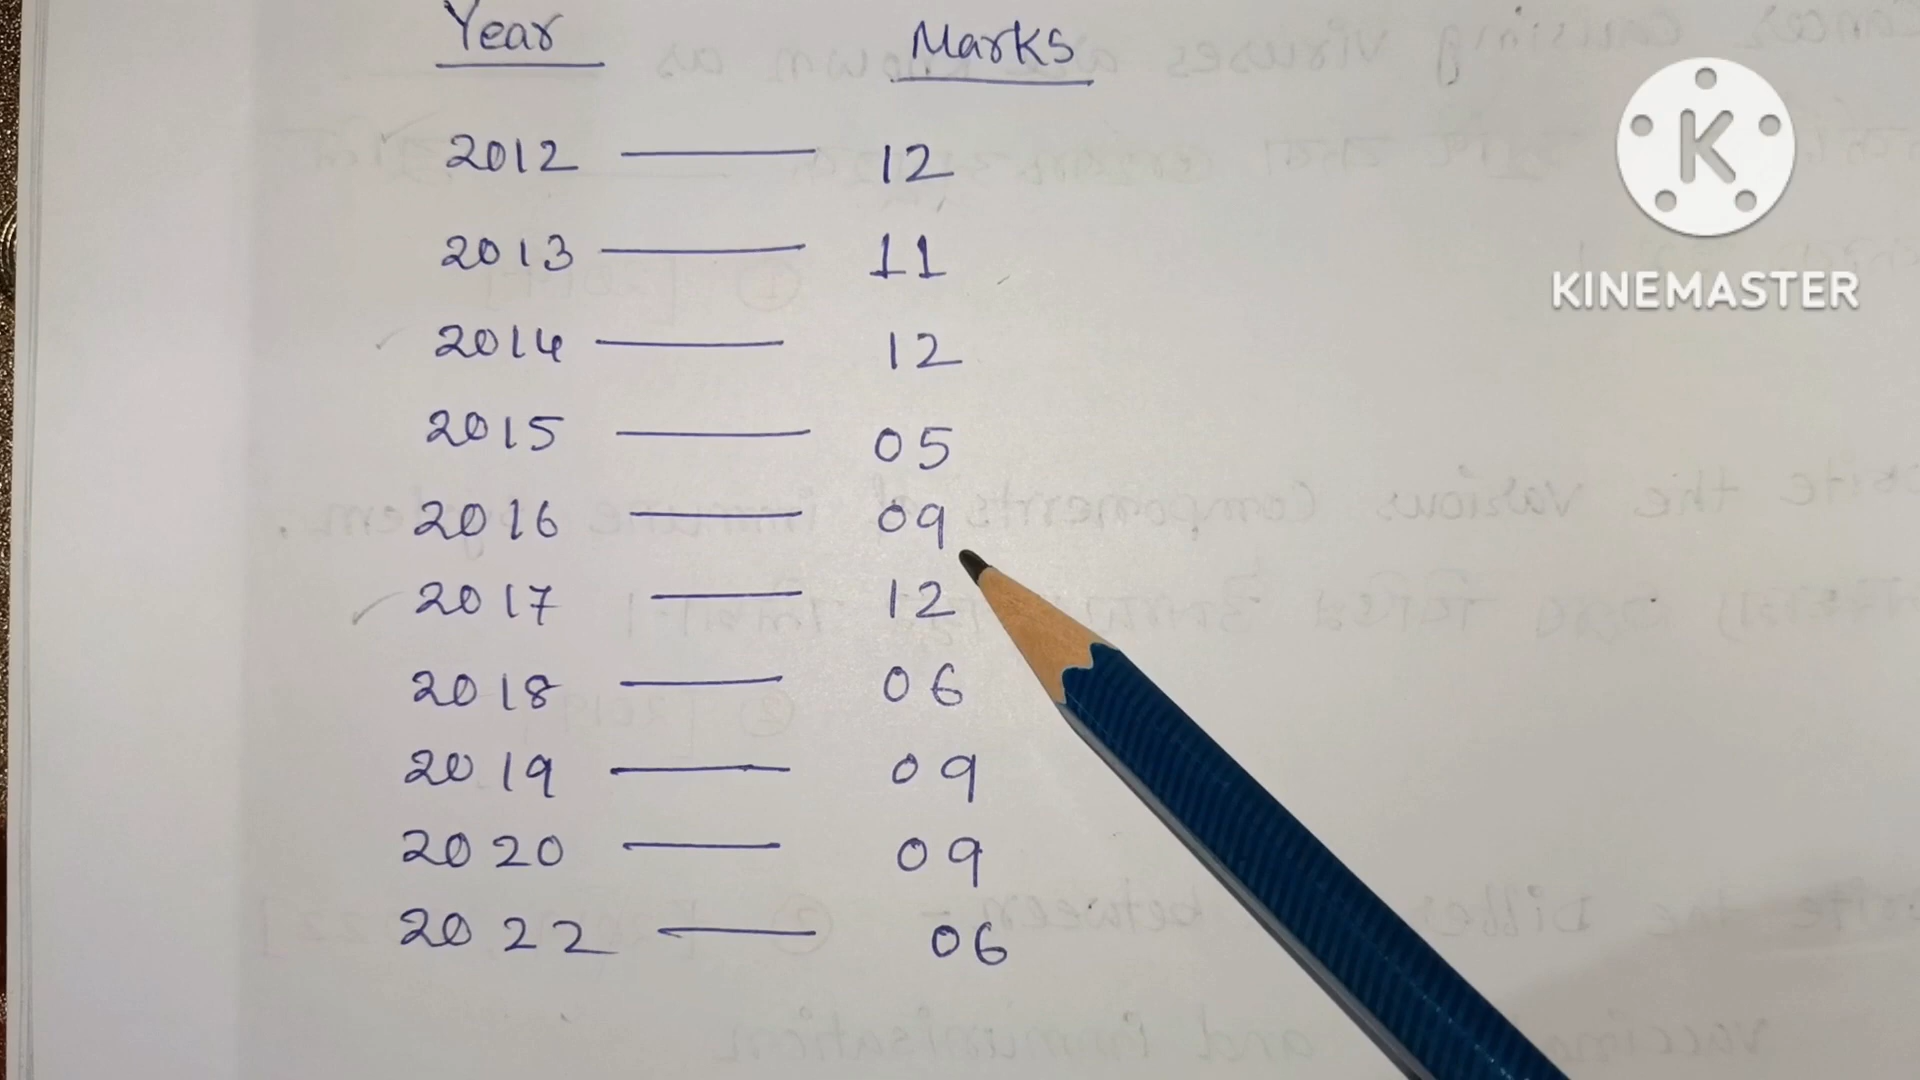 Year Marks
2012 —— 12
2013 —— 11
2014 —— 12
2015 —— 05
2016 —— 09
2017 —— 12
2018 —— 06
2019 —— 09
2020 —— 09
2022 —— 06
K
KINEMASTER